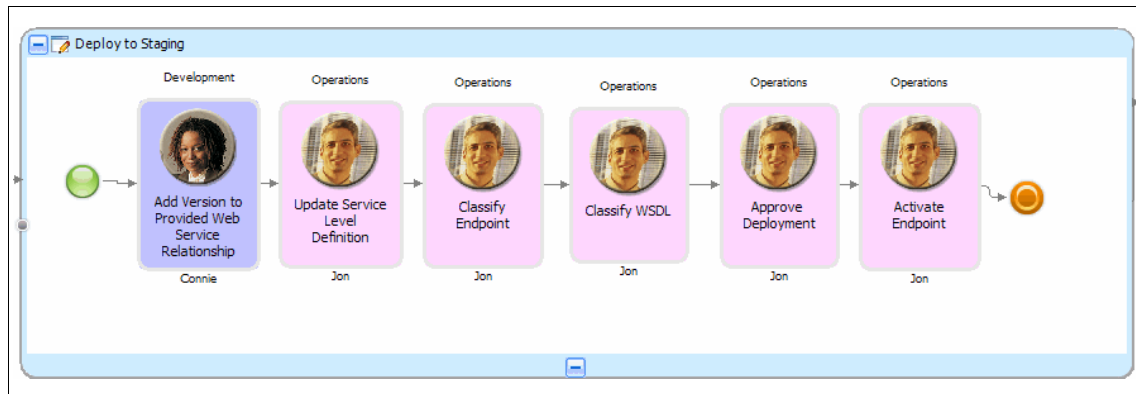 Deploy to Staging
Development
Operations
Operations
Operations
Operations
Operations
Add Version to
Provided Web
Service
Relationship
Update Service
Level
Definition
Classify
Endpoint
Classify WSDL
Approve
Deployment
Activate
Endpoint
Connie
Jon
Jon
Jon
Jon
Jon